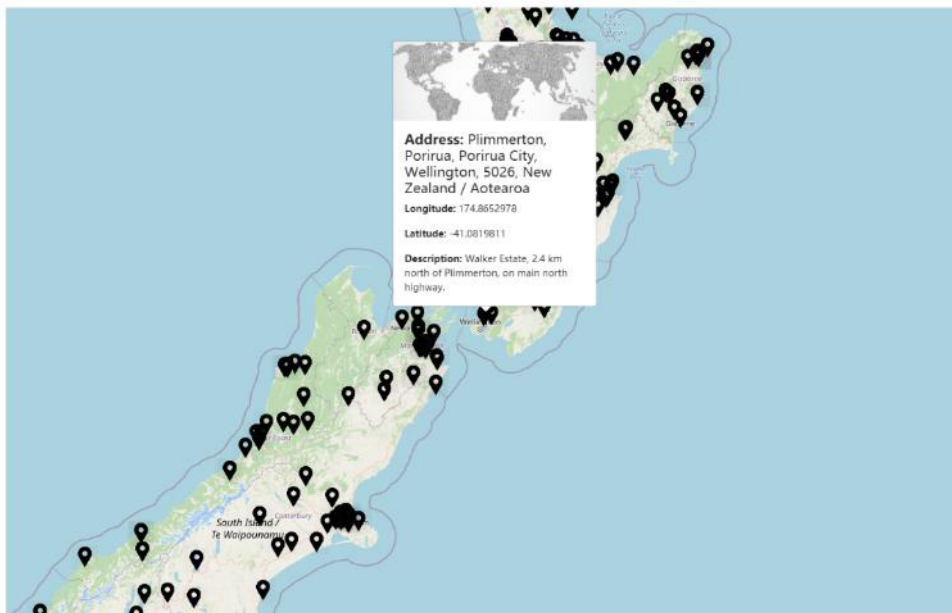 Address: Plimmerton,
Porirua, Porirua City,
Wellington, 5026, New
Zealand / Aotearoa
Longitude: 174.8652978
Latitude: -41.0819811
Description: Walker Estate, 2.4 km
north of Plimmerton, on main north
highway.
Canterbury
South Island /
Te Waipounamu